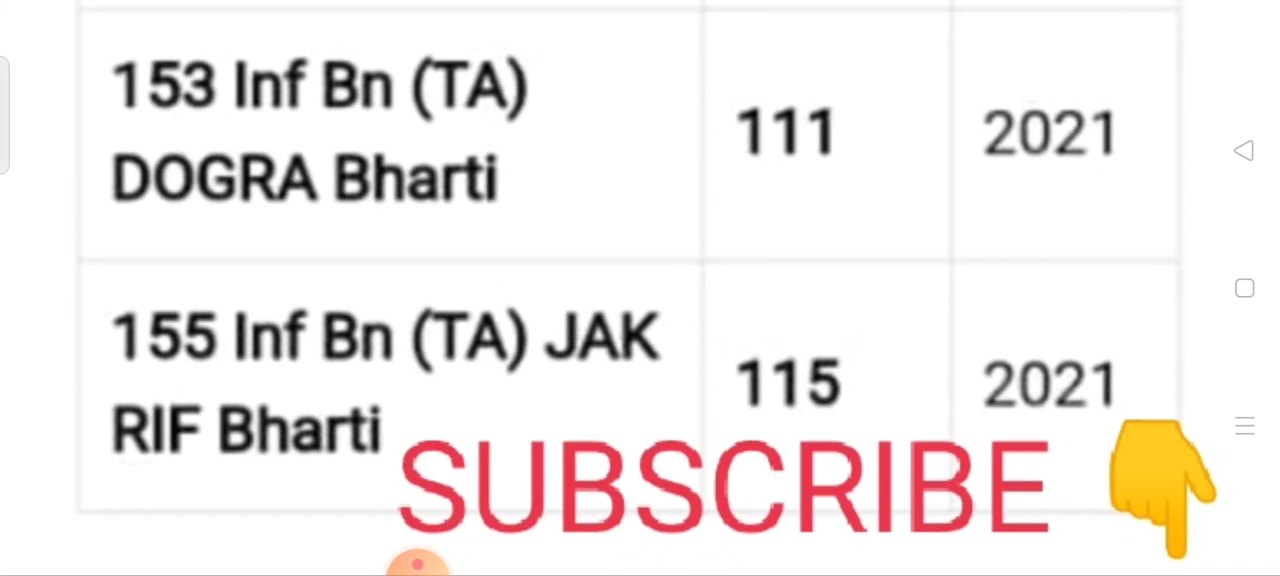 153 Inf Bn (TA)
DOGRA Bharti
111
2021
155 Inf Bn (TA) JAK
RIF Bharti
115
2021
SUBSCRIBE